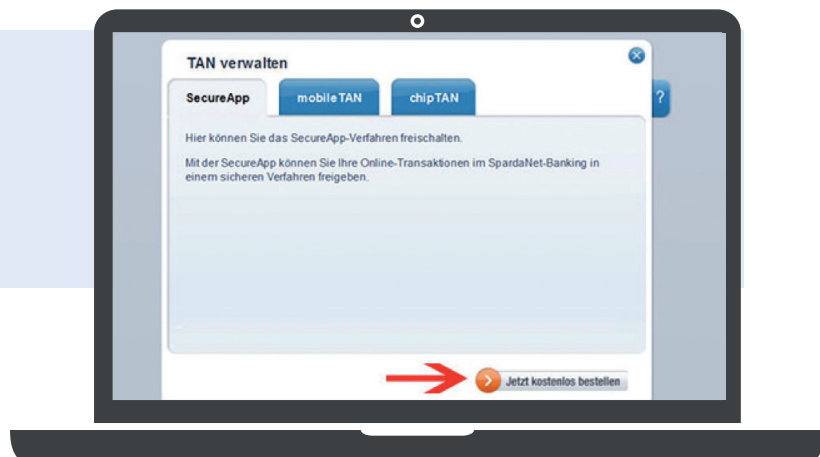 TAN verwalten
SecureApp mobileTAN chipTAN
?
Hier können Sie das SecureApp-Verfahren freischalten.
Mit der SecureApp können Sie Ihre Online-Transaktionen im SpardaNet-Banking in
einem sicheren Verfahren freigeben.
Jetzt kostenlos bestellen